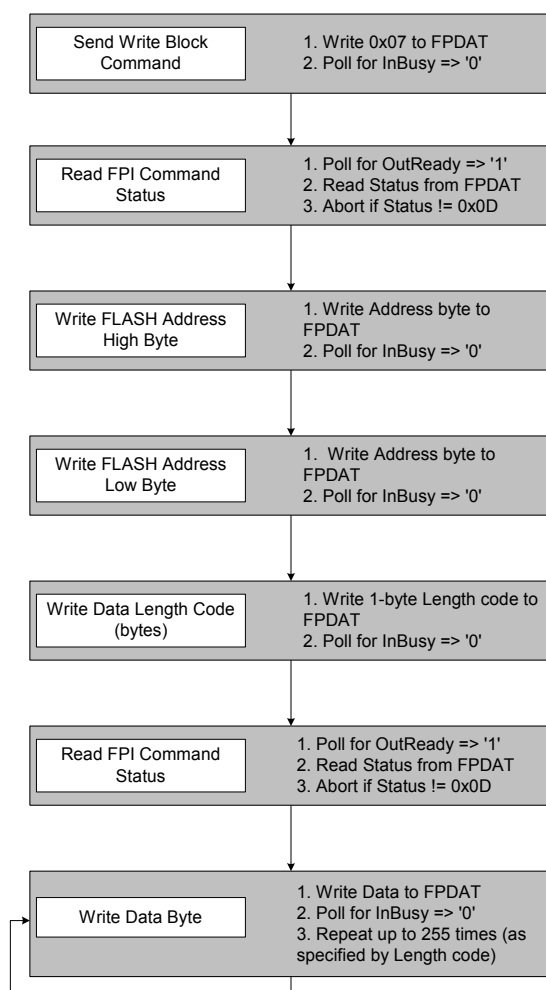 Send Write Block
Command
1. Write 0x07 to FPDAT
2. Poll for InBusy => '0'
Read FPI Command
Status
1. Poll for OutReady => '1'
2. Read Status from FPDAT
3. Abort if Status != 0x0D
Write FLASH Address
High Byte
1. Write Address byte to
FPDAT
2. Poll for InBusy => '0'
Write FLASH Address
Low Byte
1.  Write Address byte to
FPDAT
2. Poll for InBusy => '0'
Write Data Length Code
(bytes)
1. Write 1-byte Length code to
FPDAT
2. Poll for InBusy => '0'
Read FPI Command
Status
1. Poll for OutReady => '1'
2. Read Status from FPDAT
3. Abort if Status != 0x0D
Write Data Byte
1. Write Data to FPDAT
2. Poll for InBusy => '0'
3. Repeat up to 255 times (as
specified by Length code)